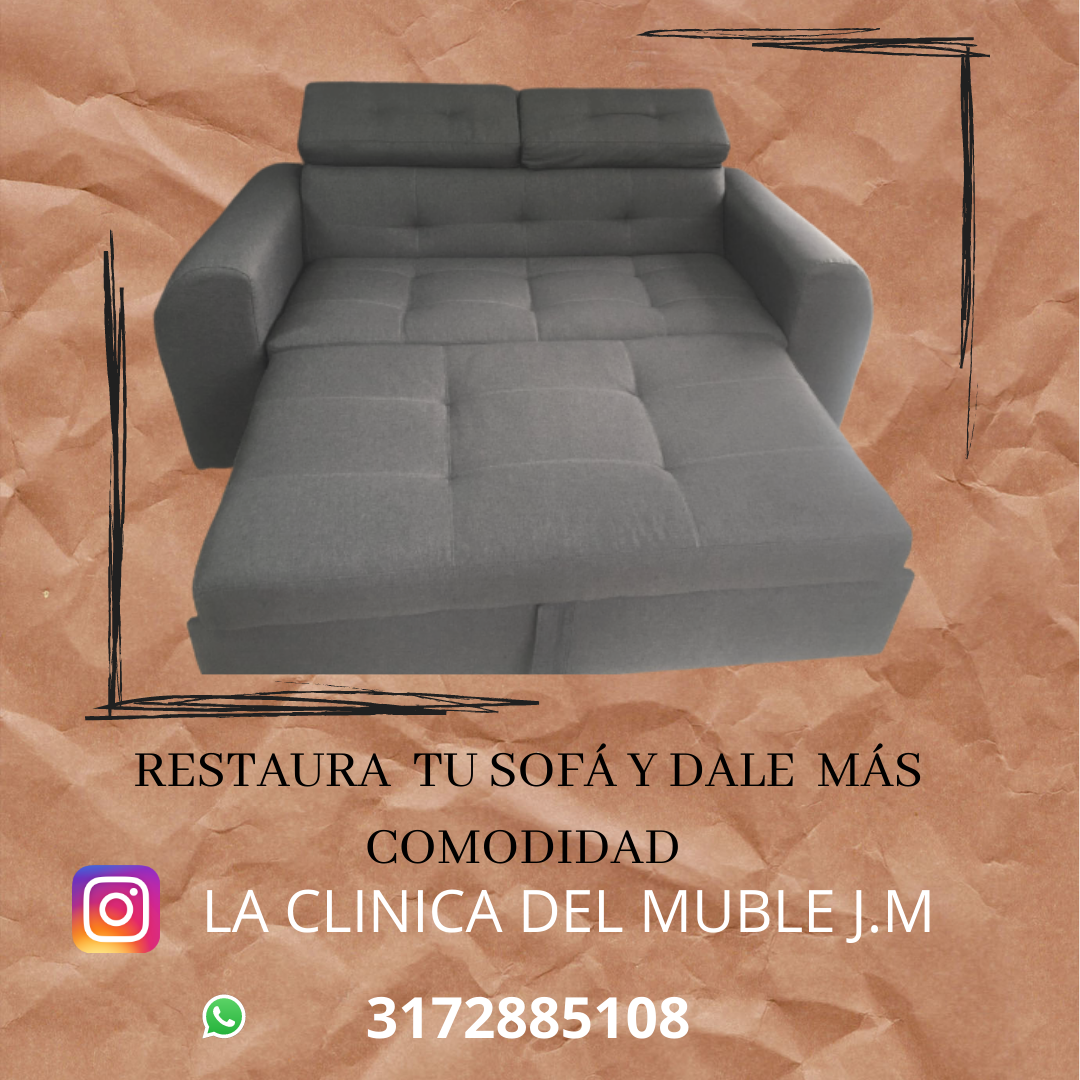 RESTAURA TU SOFÁ Y DALE MÁS
COMODIDAD
LA CLINICA DEL MUBLE J.M
3172885108